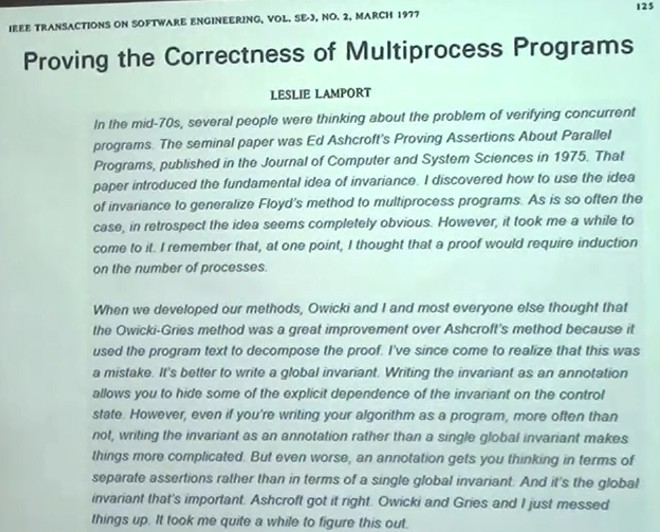 125
IEEE TRANSACTIONS ON SOFTWARE ENGINEERING, VOL. SE-3, NO. 2, MARCH 1977
Proving the Correctness of Multiprocess Programs
LESLIE LAMPORT
In the mid-70s, several people were thinking about the problem of verifying concurrent
programs. The seminal paper was Ed Ashcroft's Proving Assertions About Parallel
Programs, published in the Journal of Computer and System Sciences in 1975. That
paper introduced the fundamental idea of invariance. I discovered how to use the idea
of invariance to generalize Floyd's method to multiprocess programs. As is so often the
case, in retrospect the idea seems completely obvious. However, it took me a while to
come to it. I remember that, at one point, I thought that a proof would require induction
on the number of processes.
When we developed our methods, Owicki and I and most everyone else thought that
the Owicki-Gries method was a great improvement over Ashcroft's method because it
used the program text to decompose the proof. I've since come to realize that this was
a mistake. It's better to write a global invariant. Writing the invariant as an annotation
allows you to hide some of the explicit dependence of the invariant on the control
state. However, even if you're writing your algorithm as a program, more often than
not, writing the invariant as an annotation rather than a single global invariant makes
things more complicated. But even worse, an annotation gets you thinking in terms of
separate assertions rather than in terms of a single global invariant. And it's the global
invariant that's important. Ashcroft got it right. Owicki and Gries and I just messed
things up. It took me quite a while to figure this out.